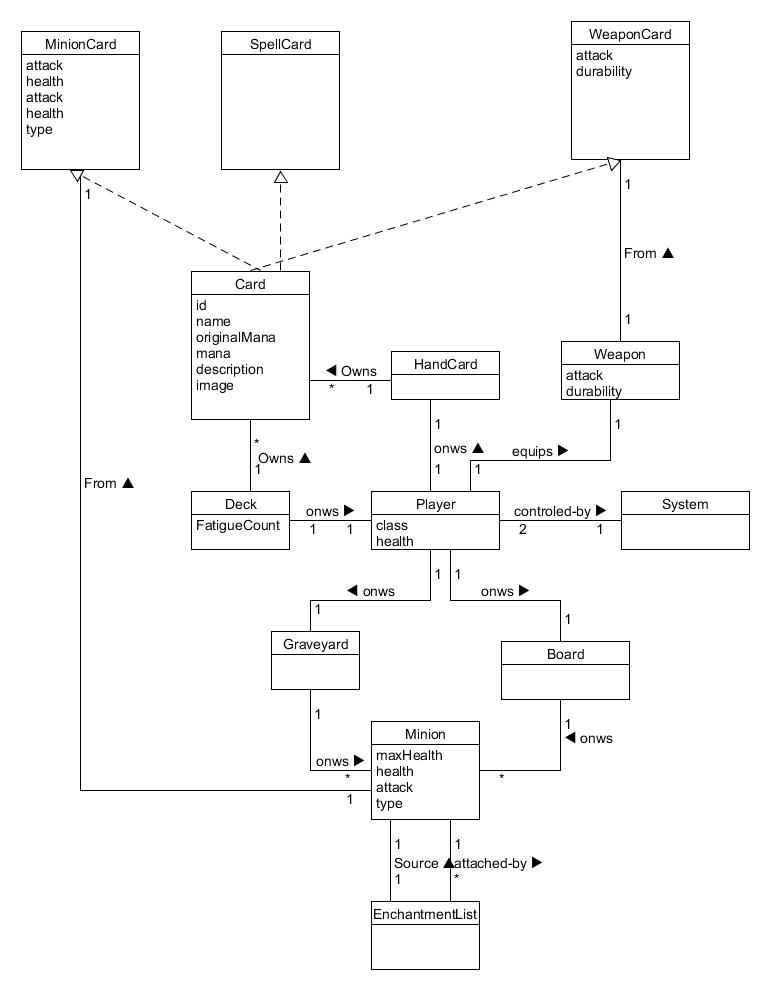 MinionCard
attack
health
attack
health
type
SpellCard
WeaponCard
attack
durability
1
1
From ▲
1
Card
id
name
originalMana
mana
description
image
◀ Owns
* 1
HandCard
Weapon
attack
durability
*
Owns ▲
1
1
onws ▲
1
1
equips ▶
1
From ▲
Deck
FatigueCount
onws ▶
1 1
Player
class
health
controled-by ▶
2 1
System
1
1
◀ onws
onws ▶
1
1
Graveyard
Board
1
onws ▶
*
1
◀ onws
*
Minion
maxHealth
health
attack
type
1
1
Source ▲
1
1
attached-by ▶
*
EnchantmentList